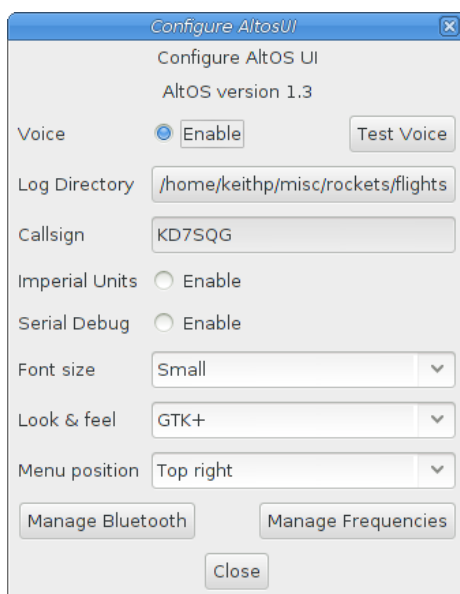 Configure AltosUI
Configure AltOS UI
AltOS version 1.3
Voice Enable Test Voice
Log Directory /home/keithp/misc/rockets/flights
Callsign KD7SQG
Imperial Units Enable
Serial Debug Enable
Font size Small
Look & feel GTK+
Menu position Top right
Manage Bluetooth Manage Frequencies
Close